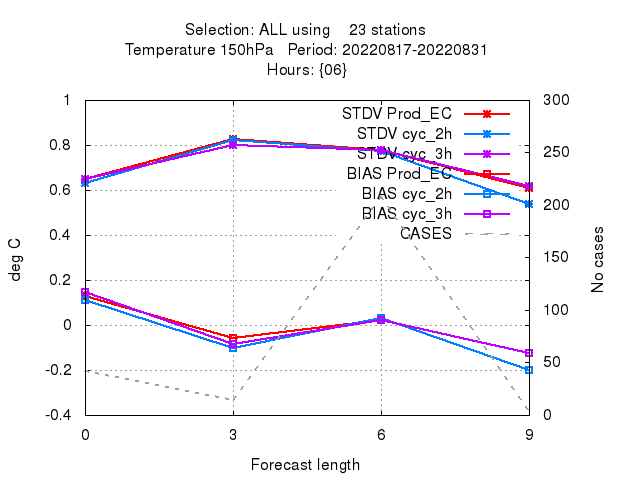 Selection: ALL using 23 stations
Temperature 150hPa Period: 20220817-20220831
Hours: {06}
1
0.8
0.6
0.4
0.2
0
-0.2
-0.4
deg C
300
250
200
150
100
50
0
No cases
STDV Prod_EC
STDV cyc_2h
STDV cyc_3h
BIAS Prod_EC
BIAS cyc_2h
BIAS cyc_3h
CASES
0 3 6 9
Forecast length